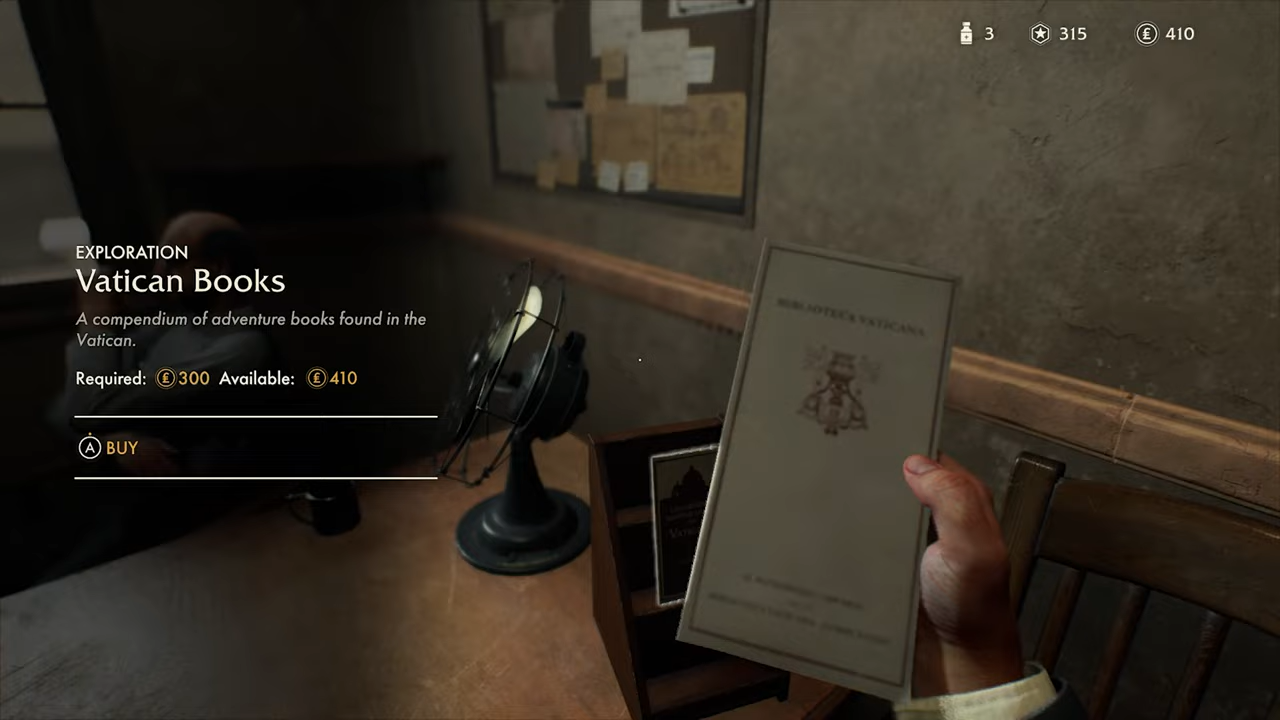 3 315 £ 410
EXPLORATION
Vatican Books
A compendium of adventure books found in the
Vatican.
Required: £300 Available: £410
A BUY
BIBLIOTECA VATICANA